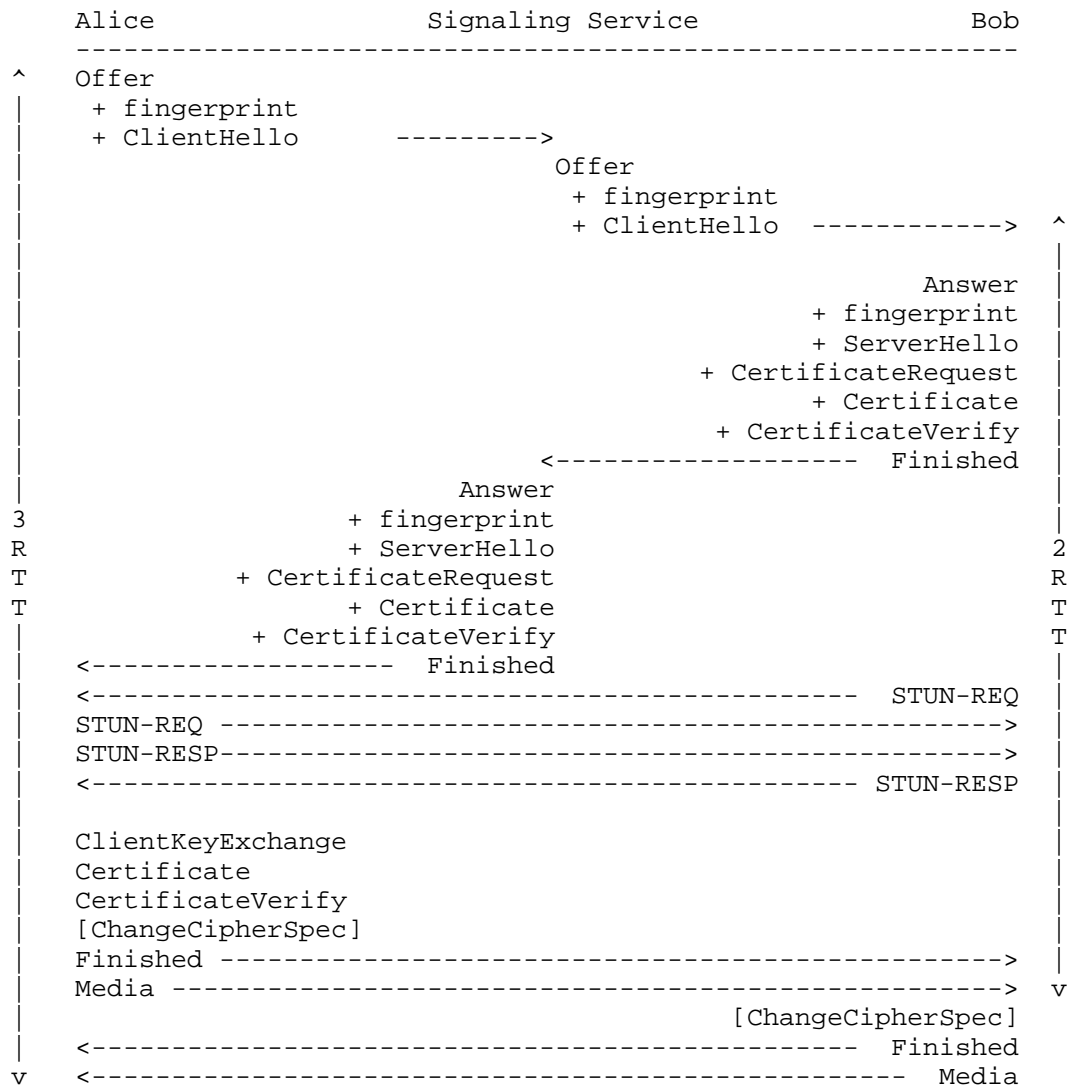 Alice                 Signaling Service                 Bob
-----------------------------------------------------------
^   Offer
|    + fingerprint
|    + ClientHello      --------->
|                                 Offer
|                                  + fingerprint
|                                  + ClientHello  ------------>  ^
|                                                                |
|                                                        Answer  |
|                                                 + fingerprint  |
|                                                 + ServerHello  |
|                                          + CertificateRequest  |
|                                                 + Certificate  |
|                                           + CertificateVerify  |
|                                <-------------------  Finished  |
|                           Answer                               |
3                    + fingerprint                               |
R                    + ServerHello                               2
T             + CertificateRequest                               R
T                    + Certificate                               T
|              + CertificateVerify                               T
|   <-------------------  Finished                               |
|   <------------------------------------------------  STUN-REQ  |
|   STUN-REQ ------------------------------------------------->  |
|   STUN-RESP------------------------------------------------->  |
|   <------------------------------------------------ STUN-RESP  |
|                                                                |
|   ClientKeyExchange                                            |
|   Certificate                                                  |
|   CertificateVerify                                            |
|   [ChangeCipherSpec]                                           |
|   Finished ------------------------------------------------->  |
|   Media ---------------------------------------------------->  v
|                                            [ChangeCipherSpec]
|   <------------------------------------------------  Finished
v   <---------------------------------------------------  Media